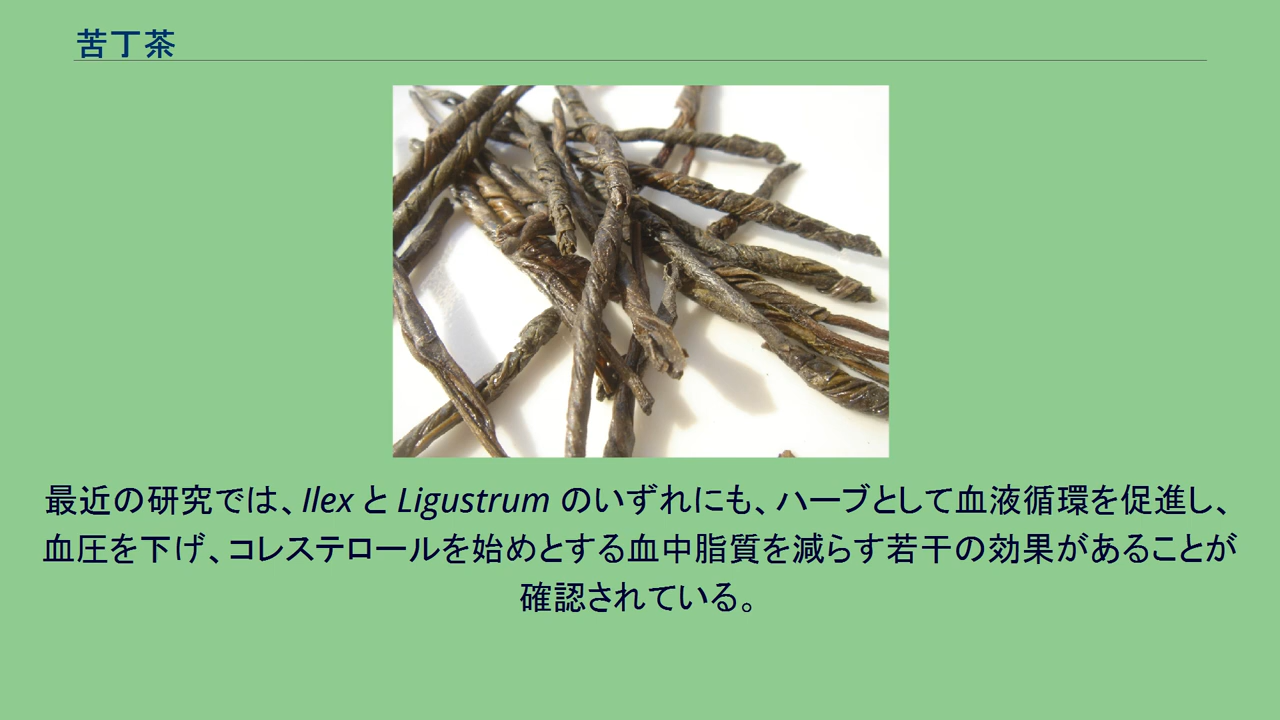 苦丁茶
最近の研究では、Ilex と Ligustrum のいずれにも、ハーブとして血液循環を促進し、
血圧を下げ、コレステロールを始めとする血中脂質を減らす若干の効果があることが
確認されている。